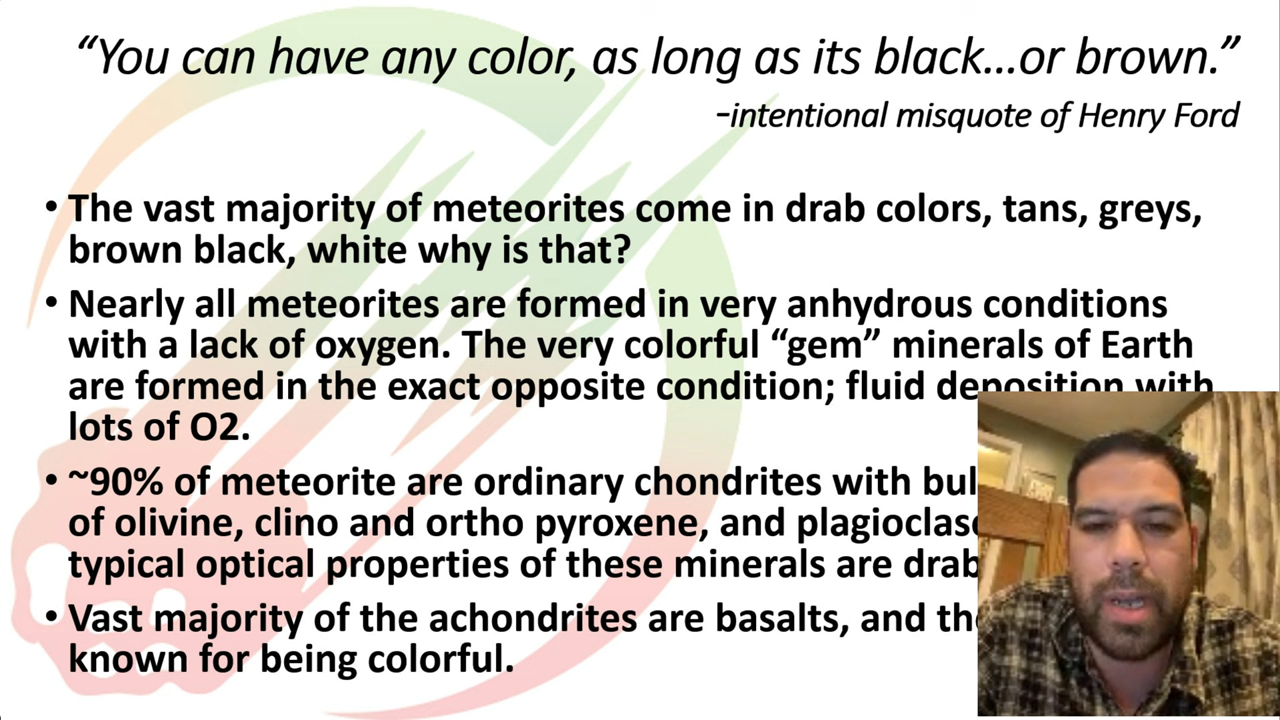 “You can have any color, as long as its black...or brown.”
-intentional misquote of Henry Ford
• The vast majority of meteorites come in drab colors, tans, greys,
brown black, white why is that?
• Nearly all meteorites are formed in very anhydrous conditions
with a lack of oxygen. The very colorful “gem” minerals of Earth
are formed in the exact opposite condition; fluid deposition with
lots of O2.
• ~90% of meteorite are ordinary chondrites with
of olivine, clino and ortho pyroxene, and
typical optical properties of these minerals are drab
• Vast majority of the achondrites are basalts, and
known for being colorful.